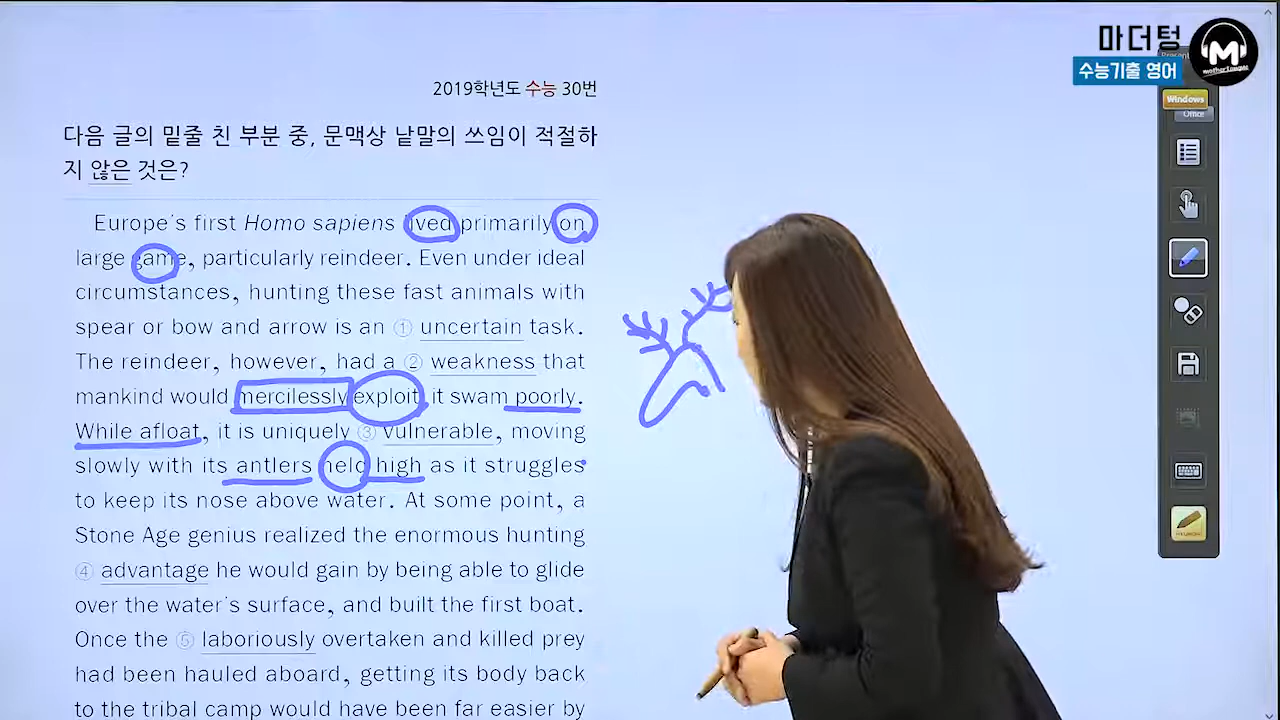 마더텅
수능기출 영어
Windows
Office
2019학년도 수능 30번
다음 글의 밑줄 친 부분 중, 문맥상 낱말의 쓰임이 적절하
지 않은 것은?
Europe's first Homo sapiens lived primarily on
large game, particularly reindeer. Even under ideal
circumstances, hunting these fast animals with
spear or bow and arrow is an ① uncertain task.
The reindeer, however, had a ② weakness that
mankind would mercilessly exploit: it swam poorly.
While afloat, it is uniquely ③ vulnerable, moving
slowly with its antlers held high as it struggles
to keep its nose above water. At some point, a
Stone Age genius realized the enormous hunting
④ advantage he would gain by being able to glide
over the water's surface, and built the first boat.
Once the ⑤ laboriously overtaken and killed prey
had been hauled aboard, getting its body back
to the tribal camp would have been far easier by